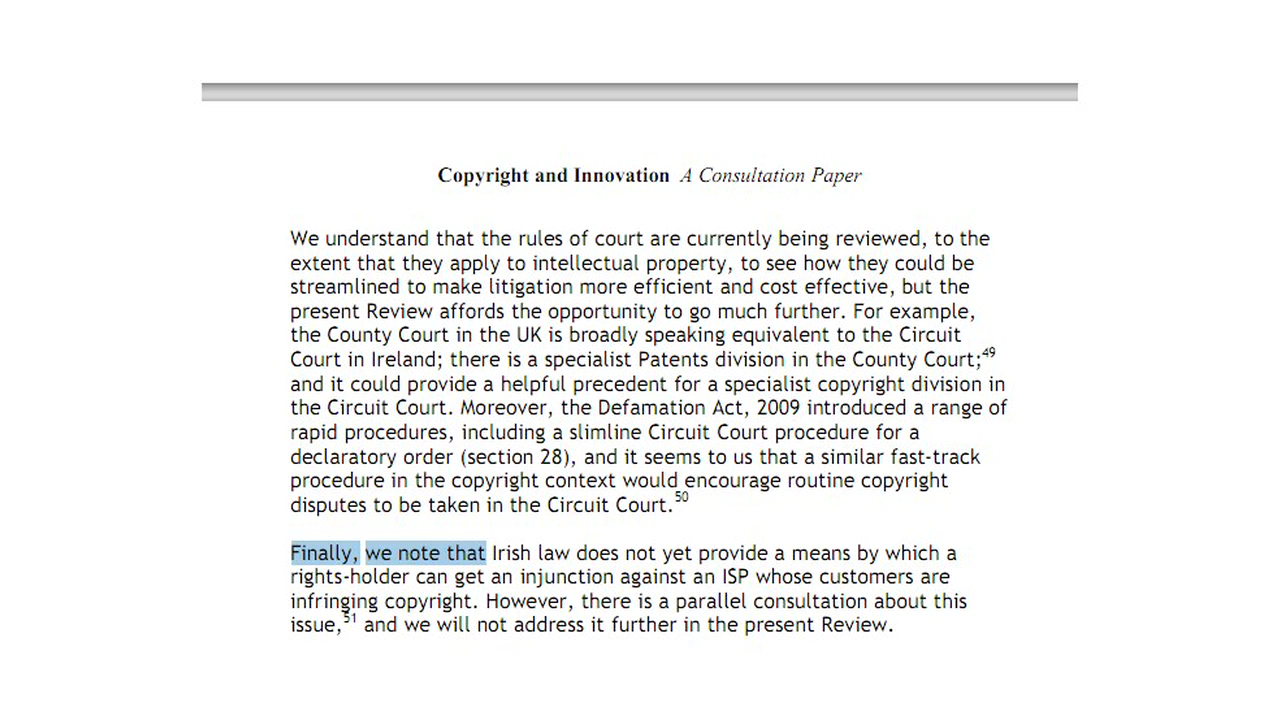 Copyright and Innovation A Consultation Paper
We understand that the rules of court are currently being reviewed, to the
extent that they apply to intellectual property, to see how they could be
streamlined to make litigation more efficient and cost effective, but the
present Review affords the opportunity to go much further. For example,
the County Court in the UK is broadly speaking equivalent to the Circuit
Court in Ireland; there is a specialist Patents division in the County Court;49
and it could provide a helpful precedent for a specialist copyright division in
the Circuit Court. Moreover, the Defamation Act, 2009 introduced a range of
rapid procedures, including a slimline Circuit Court procedure for a
declaratory order (section 28), and it seems to us that a similar fast-track
procedure in the copyright context would encourage routine copyright
disputes to be taken in the Circuit Court.50
Finally, we note that Irish law does not yet provide a means by which a
rights-holder can get an injunction against an ISP whose customers are
infringing copyright. However, there is a parallel consultation about this
issue,51 and we will not address it further in the present Review.